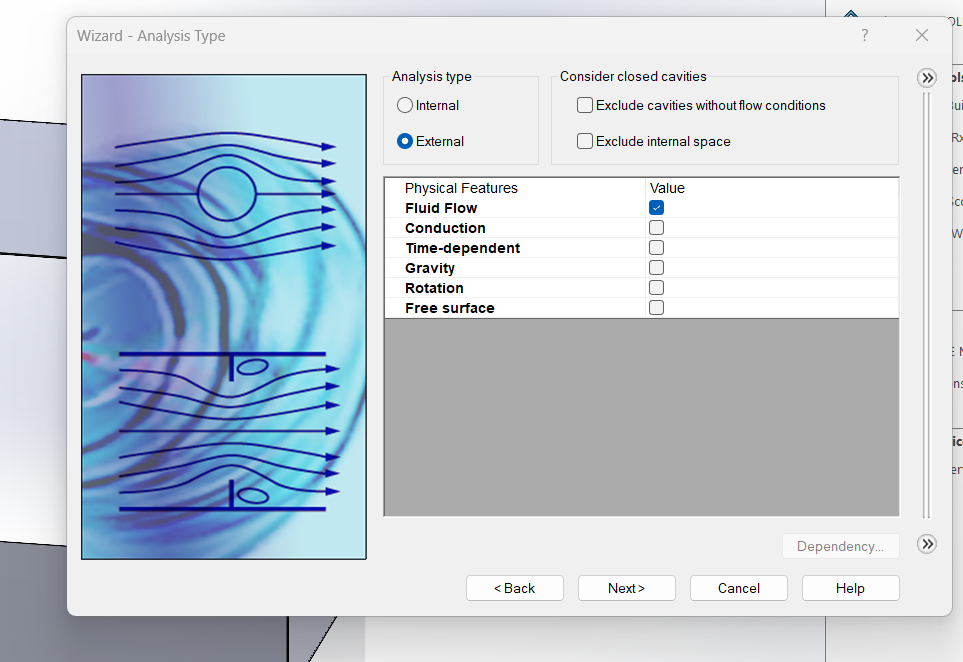 Wizard - Analysis Type
?
Analysis type
Consider closed cavities
Internal
Exclude cavities without flow conditions
External
Exclude internal space
Physical Features Value
Fluid Flow
Conduction
Time-dependent
Gravity
Rotation
Free surface
Dependency...
< Back Next > Cancel Help